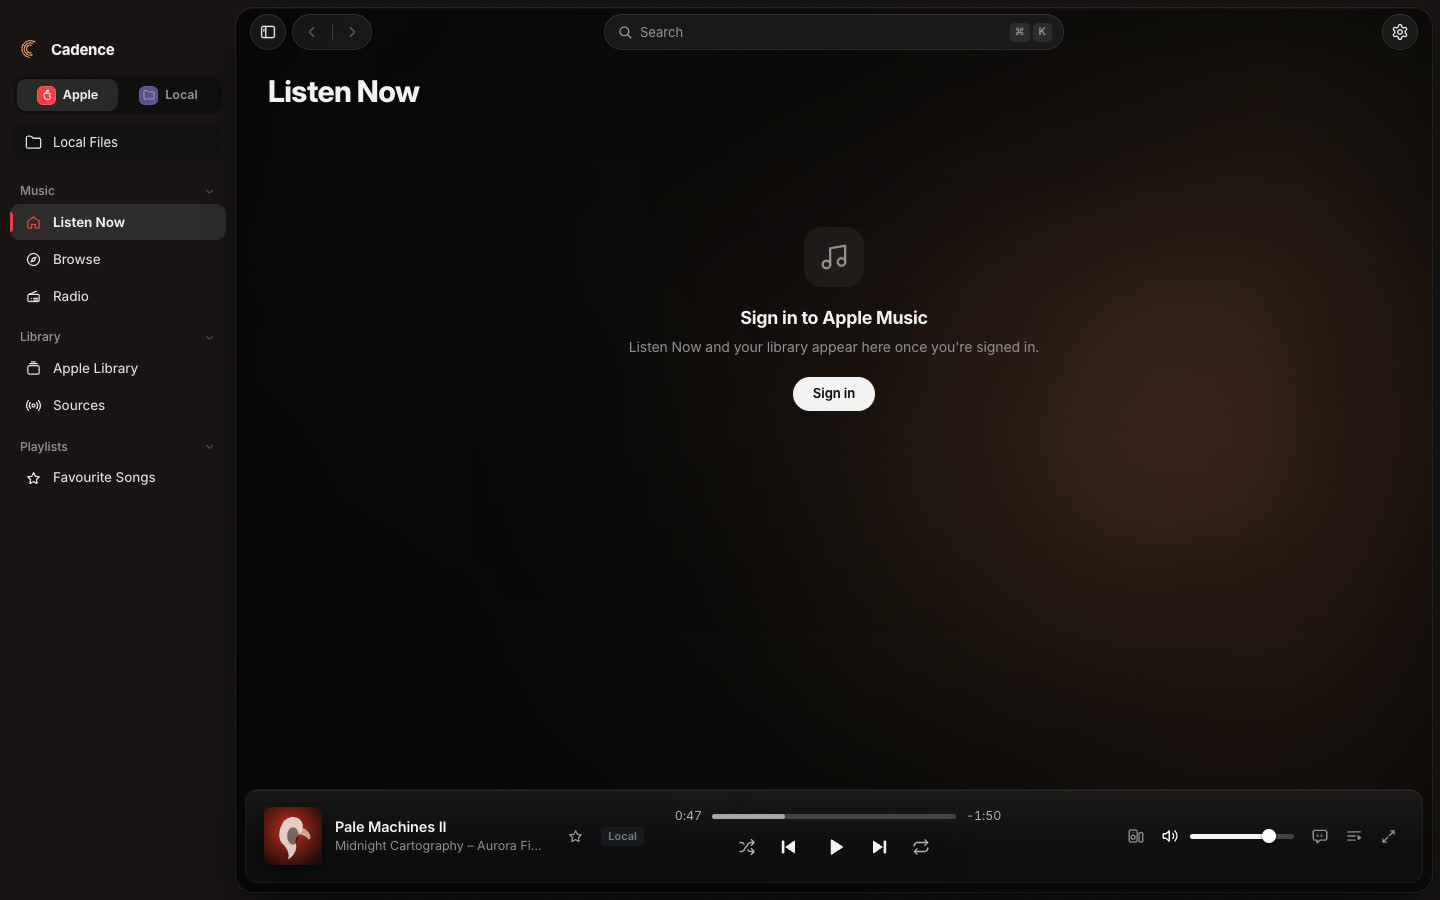 Cadence
Apple
Local
Local Files
Music
Listen Now
Browse
Radio
Library
Apple Library
Sources
Playlists
Favourite Songs
Search
⌘ K
Listen Now
Sign in to Apple Music
Listen Now and your library appear here once you're signed in.
Sign in
Pale Machines II
Midnight Cartography – Aurora Fi...
Local
0:47
-1:50